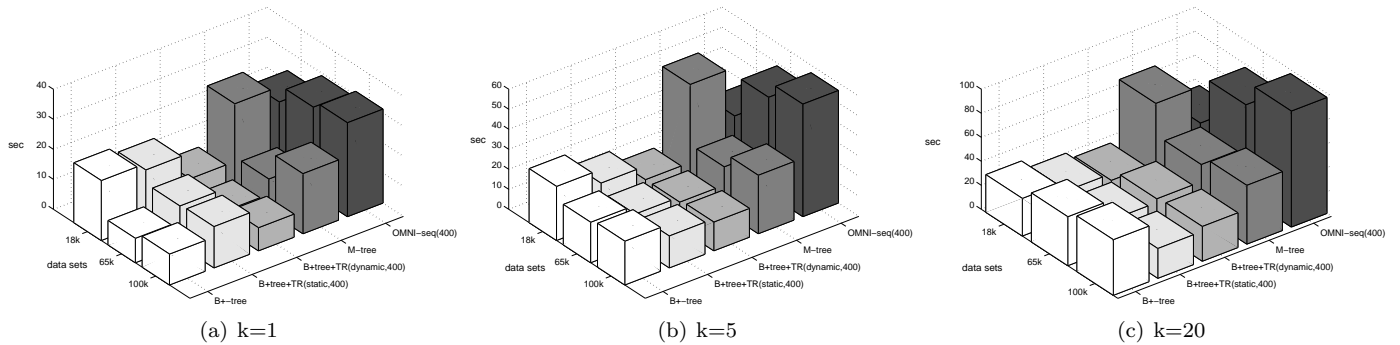 40
30
20
10
0
sec
18k
65k
100k
data sets
B+−tree
B+tree+TR(static,400)
B+tree+TR(dynamic,400)
M−tree
OMNI−seq(400)
(a) k=1
60
50
40
30
20
10
0
sec
18k
65k
100k
data sets
B+−tree
B+tree+TR(static,400)
B+tree+TR(dynamic,400)
M−tree
OMNI−seq(400)
(b) k=5
100
80
60
40
20
0
sec
18k
65k
100k
data sets
B+−tree
B+tree+TR(static,400)
B+tree+TR(dynamic,400)
M−tree
OMNI−seq(400)
(c) k=20